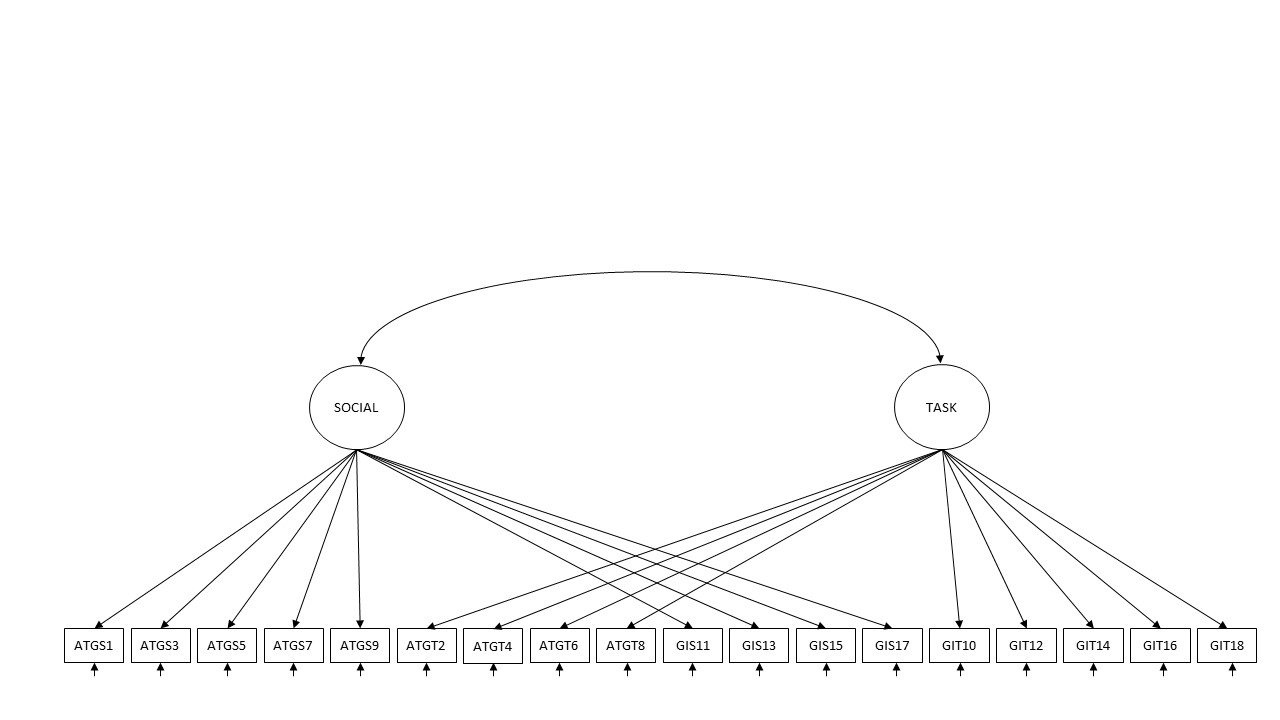 SOCIAL
TASK
ATGS1
ATGS3
ATGS5
ATGS7
ATGS9
ATGT2
ATGT4
ATGT6
ATGT8
GIS11
GIS13
GIS15
GIS17
GIT10
GIT12
GIT14
GIT16
GIT18